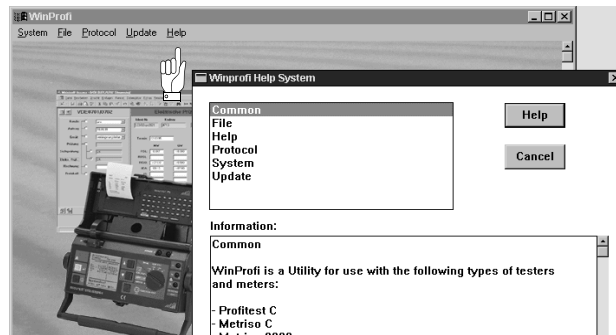 WinProfi
System File Protocol Update Help
Winprofi Help System
Common
File
Help
Protocol
System
Update
Help
Cancel
Information:
Common
WinProfi is a Utility for use with the following types of testers
and meters:
- Profitest C
- Metriso C